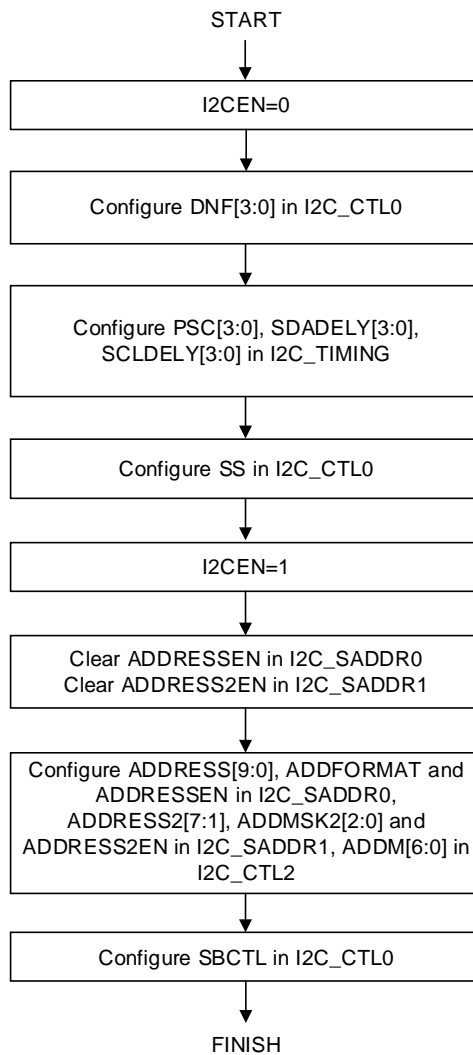 START
I2CEN=0
Configure DNF[3:0] in I2C_CTL0
Configure PSC[3:0], SDADELY[3:0],
SCLDELY[3:0] in I2C_TIMING
Configure SS in I2C_CTL0
I2CEN=1
Clear ADDRESSEN in I2C_SADDR0
Clear ADDRESS2EN in I2C_SADDR1
Configure ADDRESS[9:0], ADDFORMAT and
ADDRESSEN in I2C_SADDR0,
ADDRESS2[7:1], ADDMSK2[2:0] and
ADDRESS2EN in I2C_SADDR1, ADDM[6:0] in
I2C_CTL2
Configure SBCTL in I2C_CTL0
FINISH